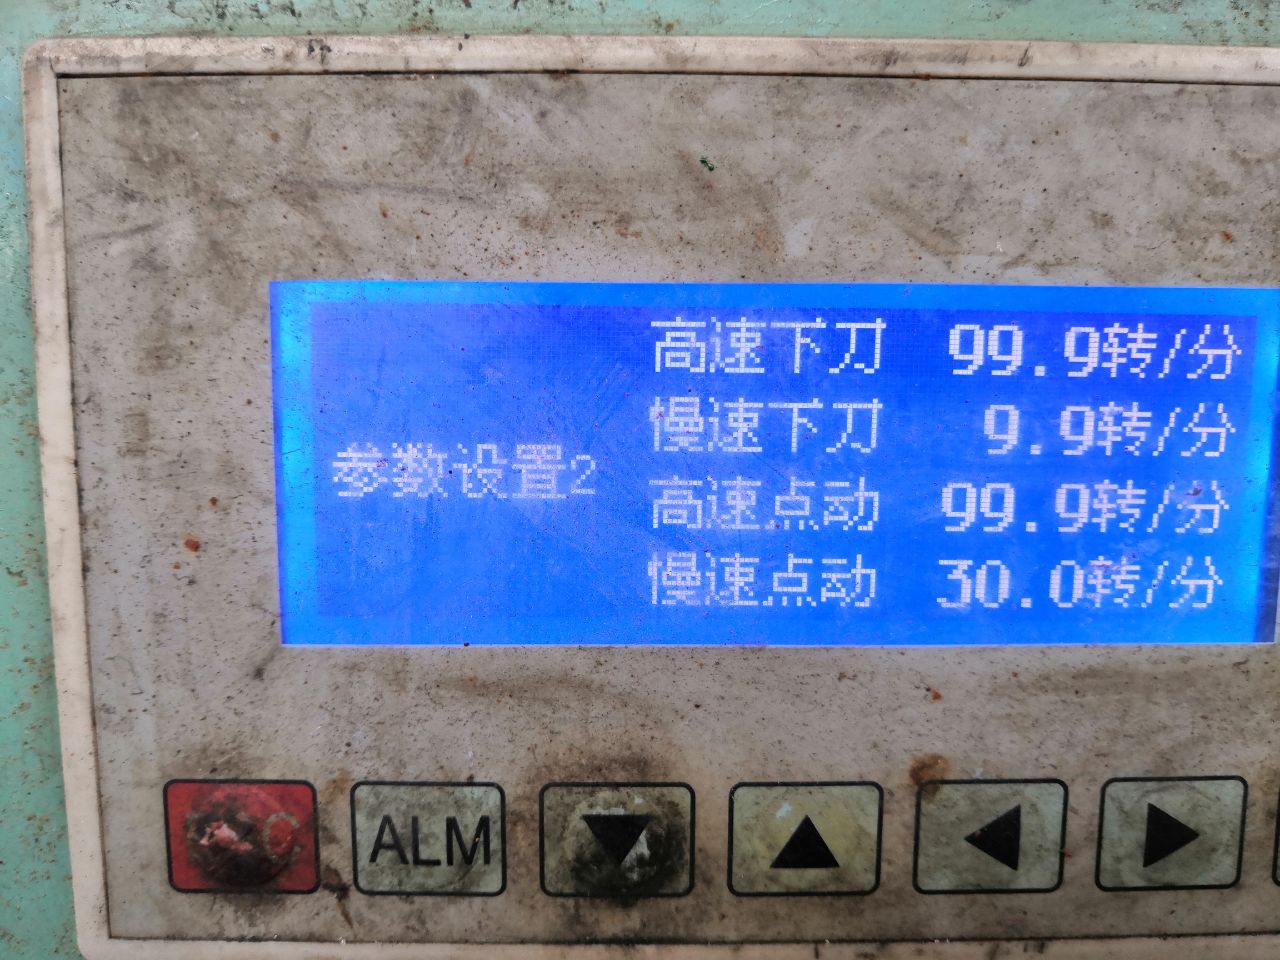 高速下刀 99.9转/分
慢速下刀 9.9转/分
参数设置2
高速点动 99.9转/分
慢速点动 30.0转/分
ALM